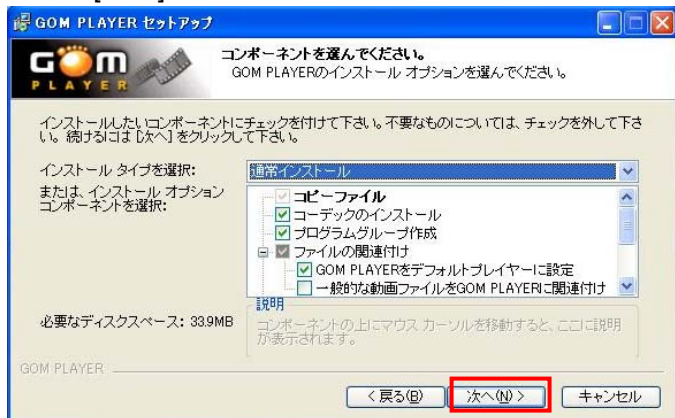 GOM PLAYER セットアップ
GOM
PLAYER
コンポーネントを選んでください。
GOM PLAYERのインストール オプションを選んでください。
インストールしたいコンポーネントにチェックを付けて下さい。不要なものについては、チェックを外して下さ
い。続けるには [次へ] をクリックして下さい。
インストール タイプを選択:
通常インストール
または、インストール オプション
コンポーネントを選択:
コピーファイル
コーデックのインストール
プログラムグループ作成
ファイルの関連付け
GOM PLAYERをデフォルトプレイヤーに設定
一般的な動画ファイルをGOM PLAYERに関連付け
必要なディスクスペース: 33.9MB
説明
コンポーネントの上にマウス カーソルを移動すると、ここに説明
が表示されます。
GOM PLAYER
< 戻る(B)
次へ(N) >
キャンセル